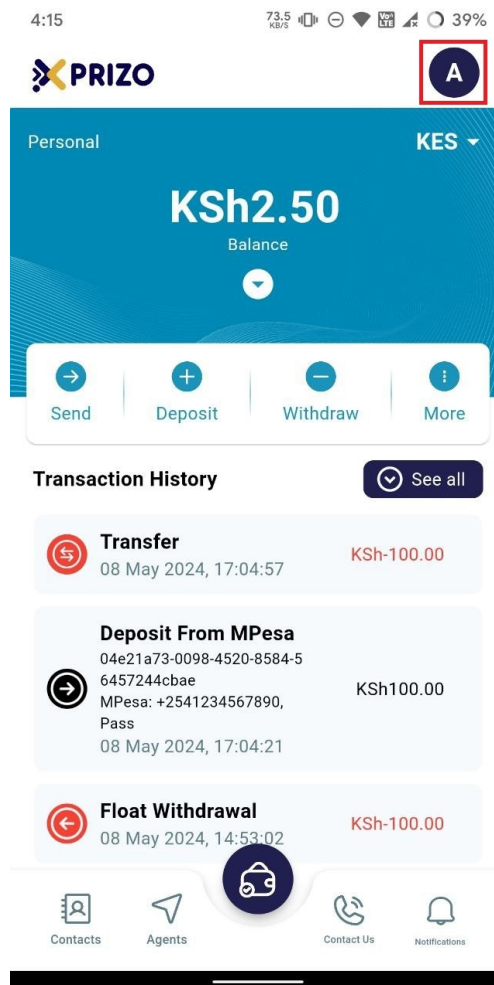 4:15 73.5 KB/S Vo LTE 39%
PRIZO A
Personal KES
KSh2.50
Balance
Send Deposit Withdraw More
Transaction History See all
Transfer
08 May 2024, 17:04:57 KSh-100.00
Deposit From MPesa
04e21a73-0098-4520-8584-5
6457244cbae
MPesa: +2541234567890,
Pass
08 May 2024, 17:04:21
KSh100.00
Float Withdrawal
08 May 2024, 14:53:02 KSh-100.00
Contacts Agents Contact Us Notifications